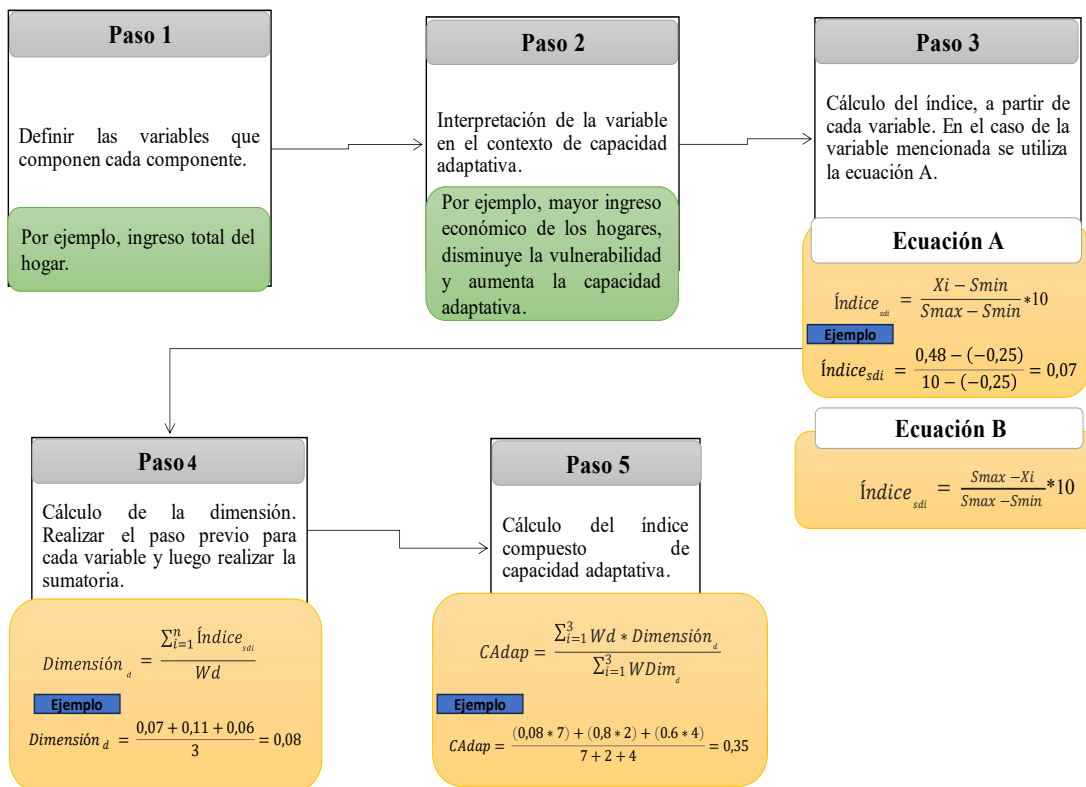 Paso 1
Definir las variables que
componen cada componente.
Por ejemplo, ingreso total del
hogar.
Paso 2
Interpretación de la variable
en el contexto de capacidad
adaptativa.
Por ejemplo, mayor ingreso
económico de los hogares,
disminuye la vulnerabilidad
y aumenta la capacidad
adaptativa.
Paso 3
Cálculo del índice, a partir de
cada variable. En el caso de la
variable mencionada se utiliza
la ecuación A.
Ecuación A
Índice_sdi = (Xi − Smin)/(Smax − Smin) *10
Ejemplo
Índice_sdi = (0,48 − (−0,25))/(10 − (−0,25)) = 0,07
Ecuación B
Índice_sdi = (Smax −Xi)/(Smax −Smin) *10
Paso 4
Cálculo de la dimensión.
Realizar el paso previo para
cada variable y luego realizar la
sumatoria.
Dimensión_d = (∑_{i=1}^{n} Índice_sdi)/(Wd)
Ejemplo
Dimensión_d = (0,07 + 0,11 + 0,06)/3 = 0,08
Paso 5
Cálculo del índice
compuesto de
capacidad adaptativa.
CAdap = (∑_{i=1}^{3} Wd * Dimensión_d)/(∑_{i=1}^{3} WDim_d)
Ejemplo
CAdap = ((0,08 * 7) + (0,8 * 2) + (0.6 * 4))/(7 + 2 + 4) = 0,35